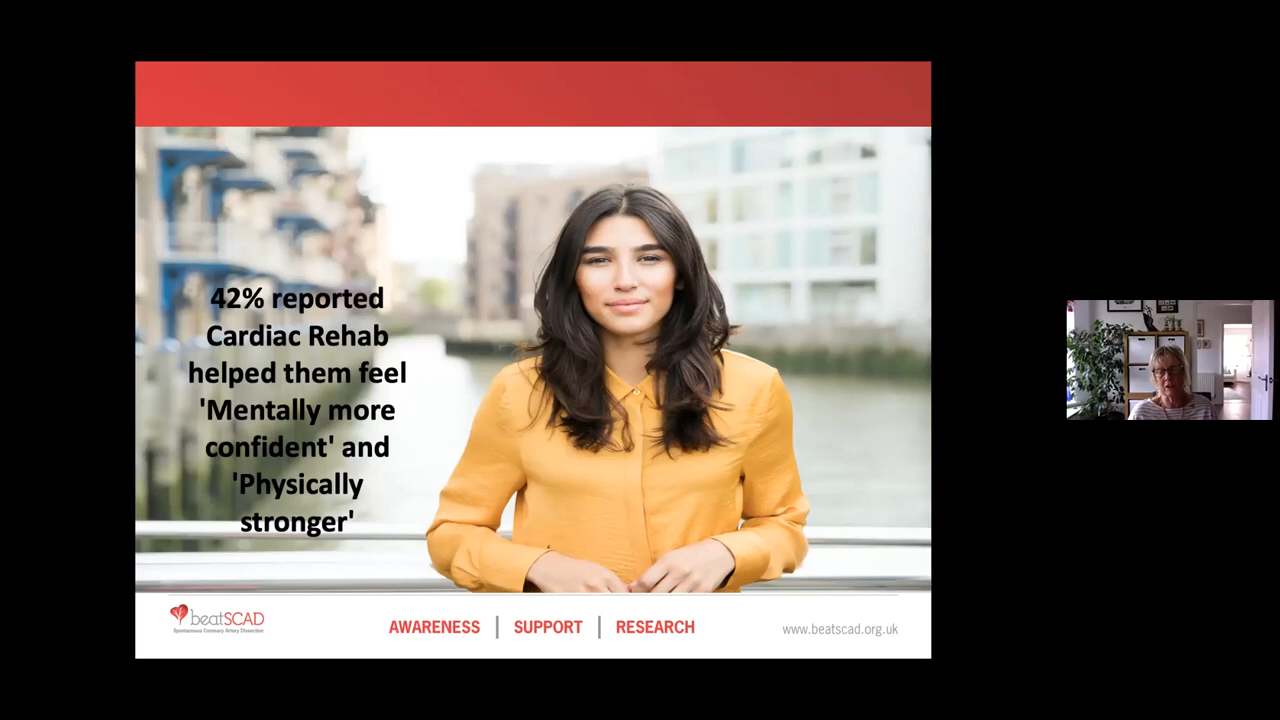 42% reported
Cardiac Rehab
helped them feel
'Mentally more
confident' and
'Physically
stronger'
beatSCAD
Spontaneous Coronary Artery Dissection
AWARENESS | SUPPORT | RESEARCH
www.beatscad.org.uk